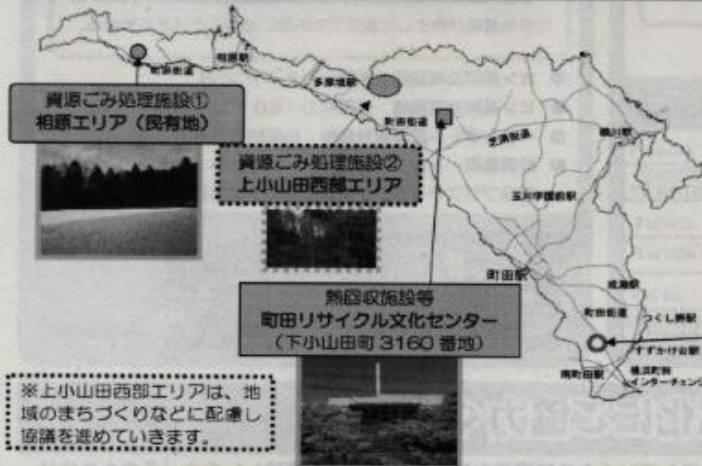 相原駅
町田街道
多摩境駅
資源ごみ処理施設①
相原エリア（民有地）
町田街道
芝溝街道
鶴川駅
資源ごみ処理施設②
上小山田西部エリア
玉川学園前駅
町田駅
熱回収施設等
町田リサイクル文化センター
（下小山田町3160番地）
成瀬駅
町田街道
つくし野駅
すずかけ台駅
南町田駅
横浜町田
インターチェンジ
※上小山田西部エリアは、地
域のまちづくりなどに配慮し
協議を進めていきます。